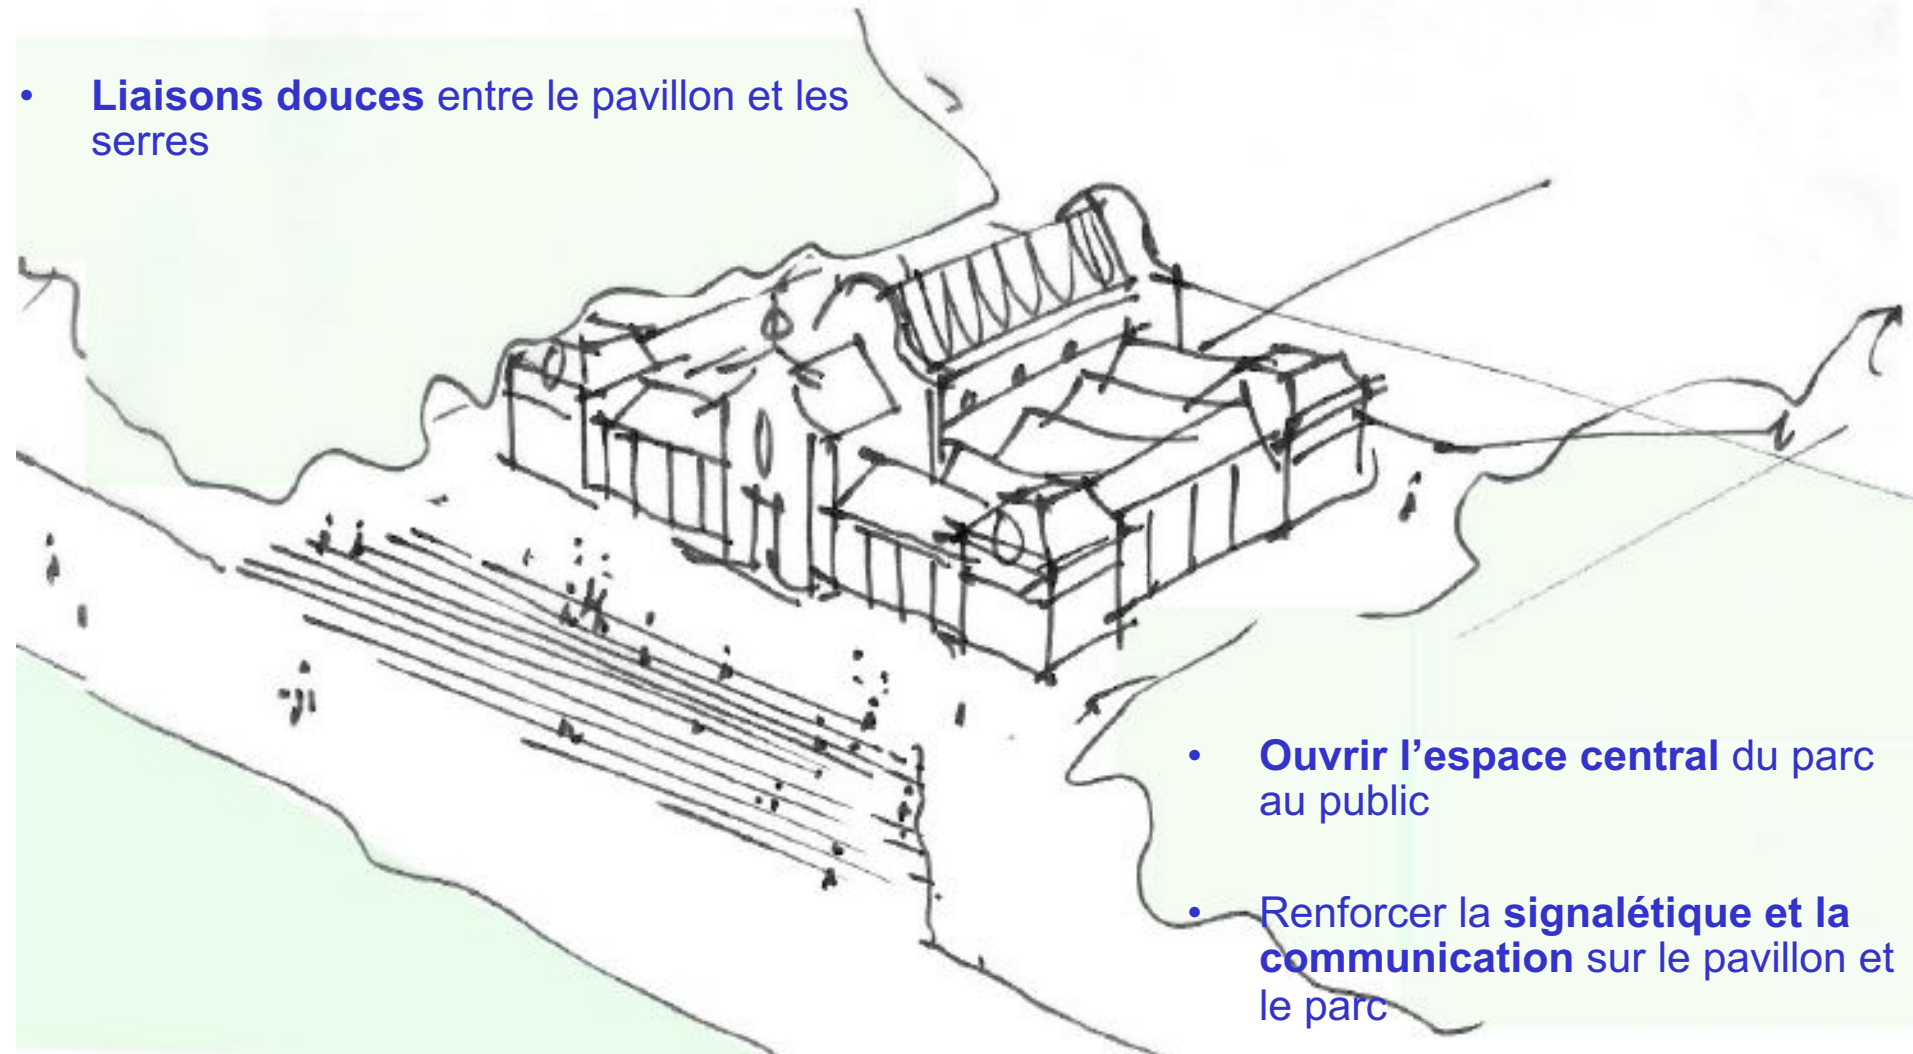 • Liaisons douces entre le pavillon et les
serres
• Ouvrir l’espace central du parc
au public
• Renforcer la signalétique et la
communication sur le pavillon et
le parc